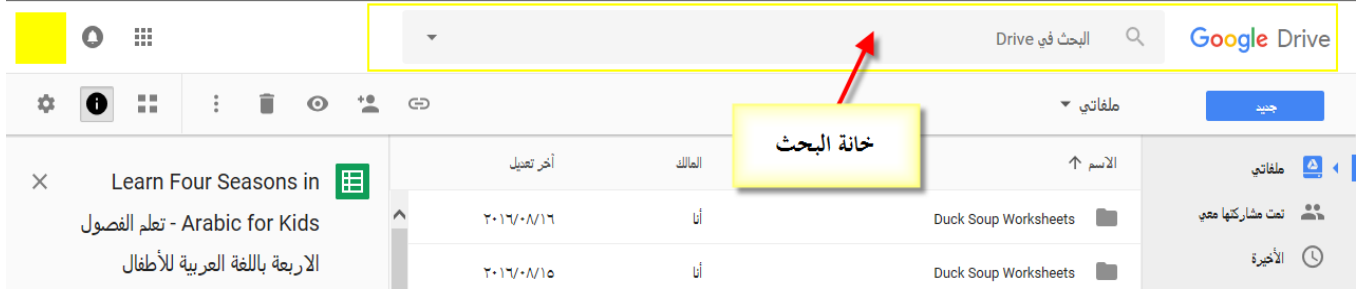 Google Drive
البحث في Drive
جديد
ملفاتي
خانة البحث
ملفاتي
تمت مشاركتها معي
الأخيرة
الاسم
المالك
آخر تعديل
Duck Soup Worksheets
أنا
٢٠١٦/٠٨/١٦
Duck Soup Worksheets
أنا
٢٠١٦/٠٨/١٥
Learn Four Seasons in
Arabic for Kids - تعلم الفصول
الاربعة باللغة العربية للأطفال